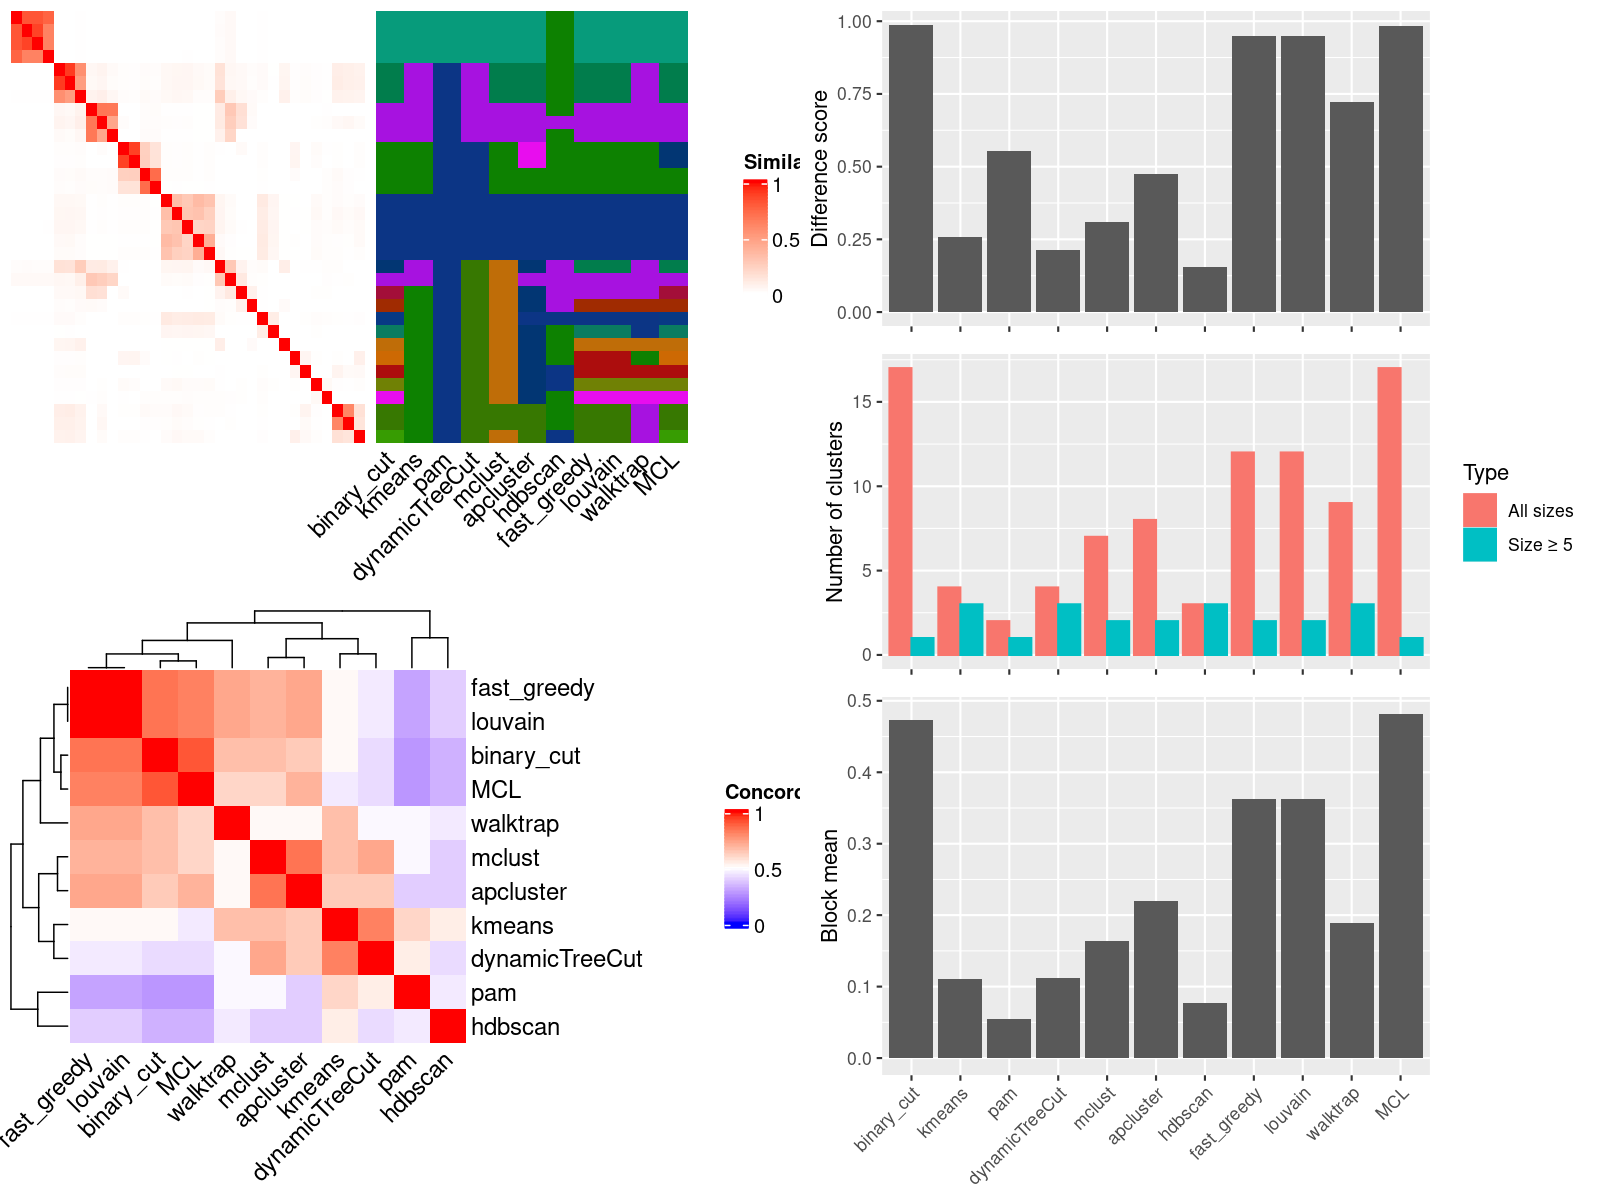 Simila
1
0.5
0
binary_cut
kmeans
pam
dynamicTreeCut
mclust
apcluster
hdbscan
fast_greedy
louvain
walktrap
MCL
fast_greedy
louvain
binary_cut
MCL
walktrap
mclust
apcluster
kmeans
dynamicTreeCut
pam
hdbscan
Concord
1
0.5
0
fast_greedy
louvain
binary_cut
MCL
walktrap
mclust
apcluster
kmeans
dynamicTreeCut
pam
hdbscan
Difference score
1.00
0.75
0.50
0.25
0.00
Number of clusters
15
10
5
0
Type
All sizes
Size ≥ 5
Block mean
0.5
0.4
0.3
0.2
0.1
0.0
binary_cut
kmeans
pam
dynamicTreeCut
mclust
apcluster
hdbscan
fast_greedy
louvain
walktrap
MCL